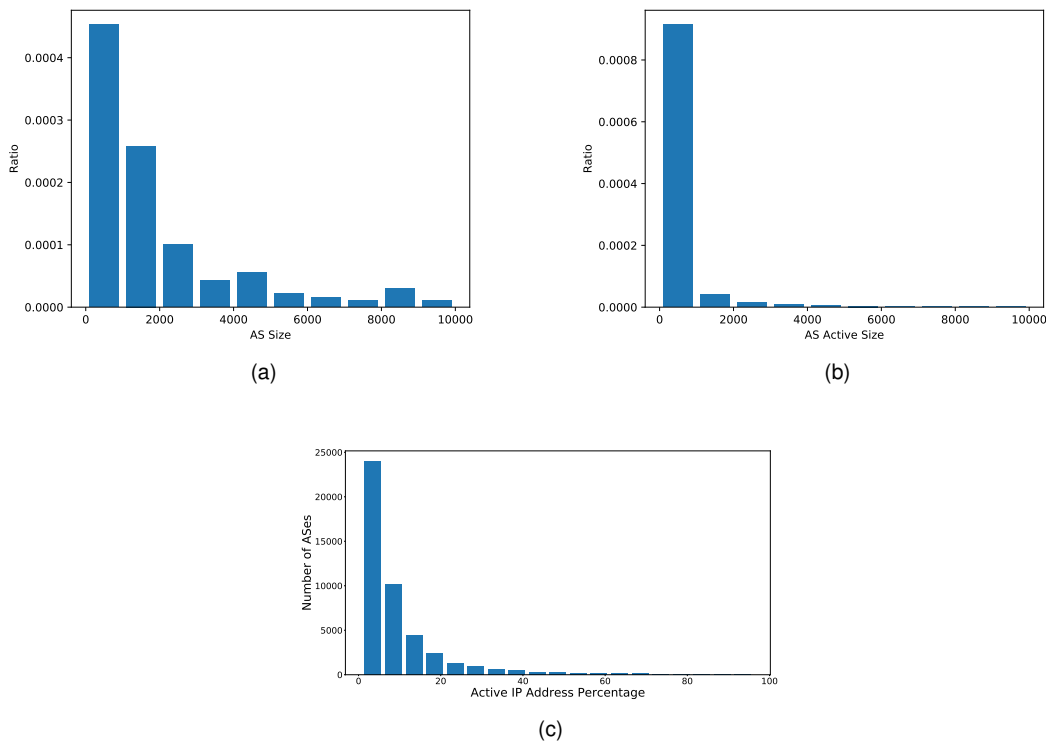 0.0004
0.0003
0.0002
0.0001
0.0000
Ratio
0 2000 4000 6000 8000 10000
AS Size
(a)
0.0008
0.0006
0.0004
0.0002
0.0000
Ratio
0 2000 4000 6000 8000 10000
AS Active Size
(b)
25000
20000
15000
10000
5000
0
Number of ASes
0 20 40 60 80 100
Active IP Address Percentage
(c)